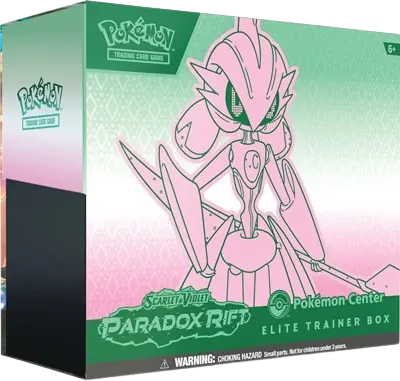 Pokémon
TRADING CARD GAME
6+
Pokémon
TRADING CARD GAME
SCARLET & VIOLET
PARADOX RIFT
Pokémon Center
ELITE TRAINER BOX
WARNING: CHOKING HAZARD Small parts. Not for children under 3 years.